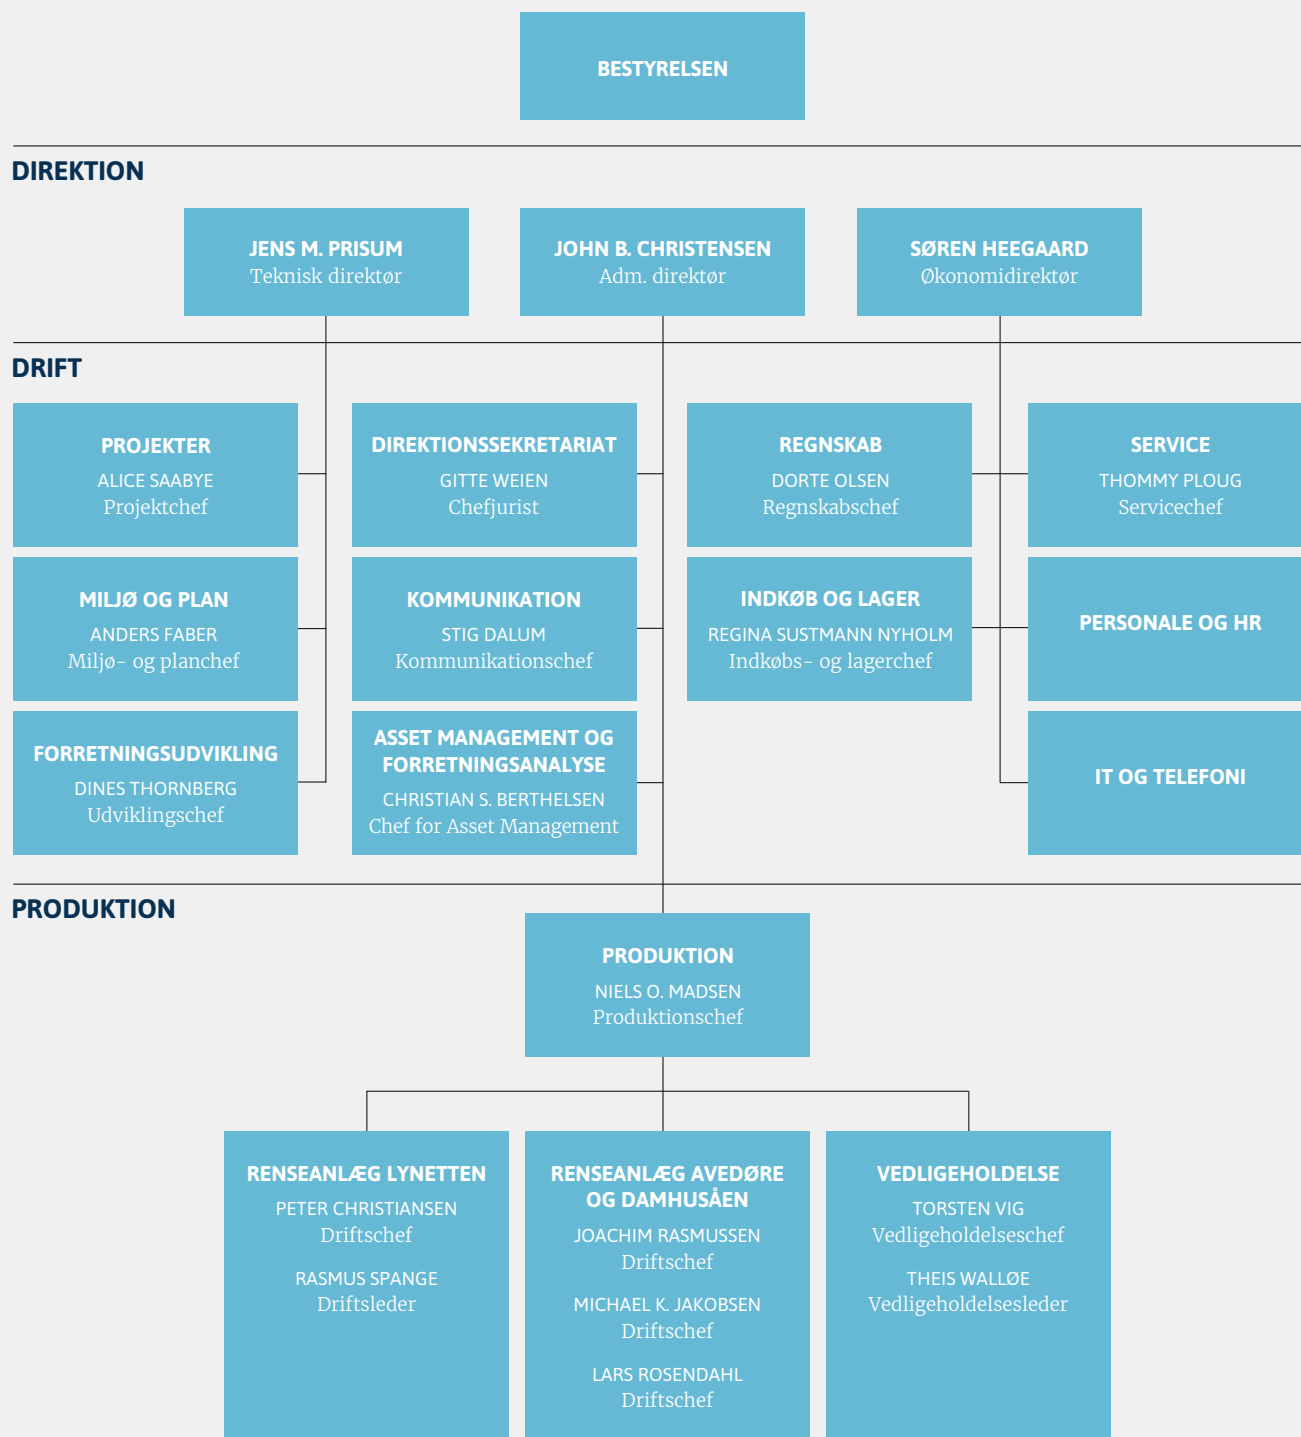 BESTYRELSEN
DIREKTION
JENS M. PRISUM
Teknisk direktør
JOHN B. CHRISTENSEN
Adm. direktør
SØREN HEEGAARD
Økonomidirektør
DRIFT
PROJEKTER
ALICE SAABYE
Projektchef
DIREKTIONSSEKRETARIAT
GITTE WEIEN
Chefjurist
REGNSKAB
DORTE OLSEN
Regnskabschef
SERVICE
THOMMY PLOUG
Servicechef
MILJØ OG PLAN
ANDERS FABER
Miljø- og planchef
KOMMUNIKATION
STIG DALUM
Kommunikationschef
INDKØB OG LAGER
REGINA SUSTMANN NYHOLM
Indkøbs- og lagerchef
PERSONALE OG HR
FORRETNINGSUDVIKLING
DINES THORNBERG
Udviklingschef
ASSET MANAGEMENT OG
FORRETNINGSANALYSE
CHRISTIAN S. BERTHELSEN
Chef for Asset Management
IT OG TELEFONI
PRODUKTION
PRODUKTION
NIELS O. MADSEN
Produktionschef
RENSEANLÆG LYNETTEN
PETER CHRISTIANSEN
Driftschef
RASMUS SPANGE
Driftsleder
RENSEANLÆG AVEDØRE
OG DAMHUSÅEN
JOACHIM RASMUSSEN
Driftschef
MICHAEL K. JAKOBSEN
Driftschef
LARS ROSENDAHL
Driftschef
VEDLIGEHOLDELSE
TORSTEN VIG
Vedligeholdelseschef
THEIS WALLØE
Vedligeholdelsesleder